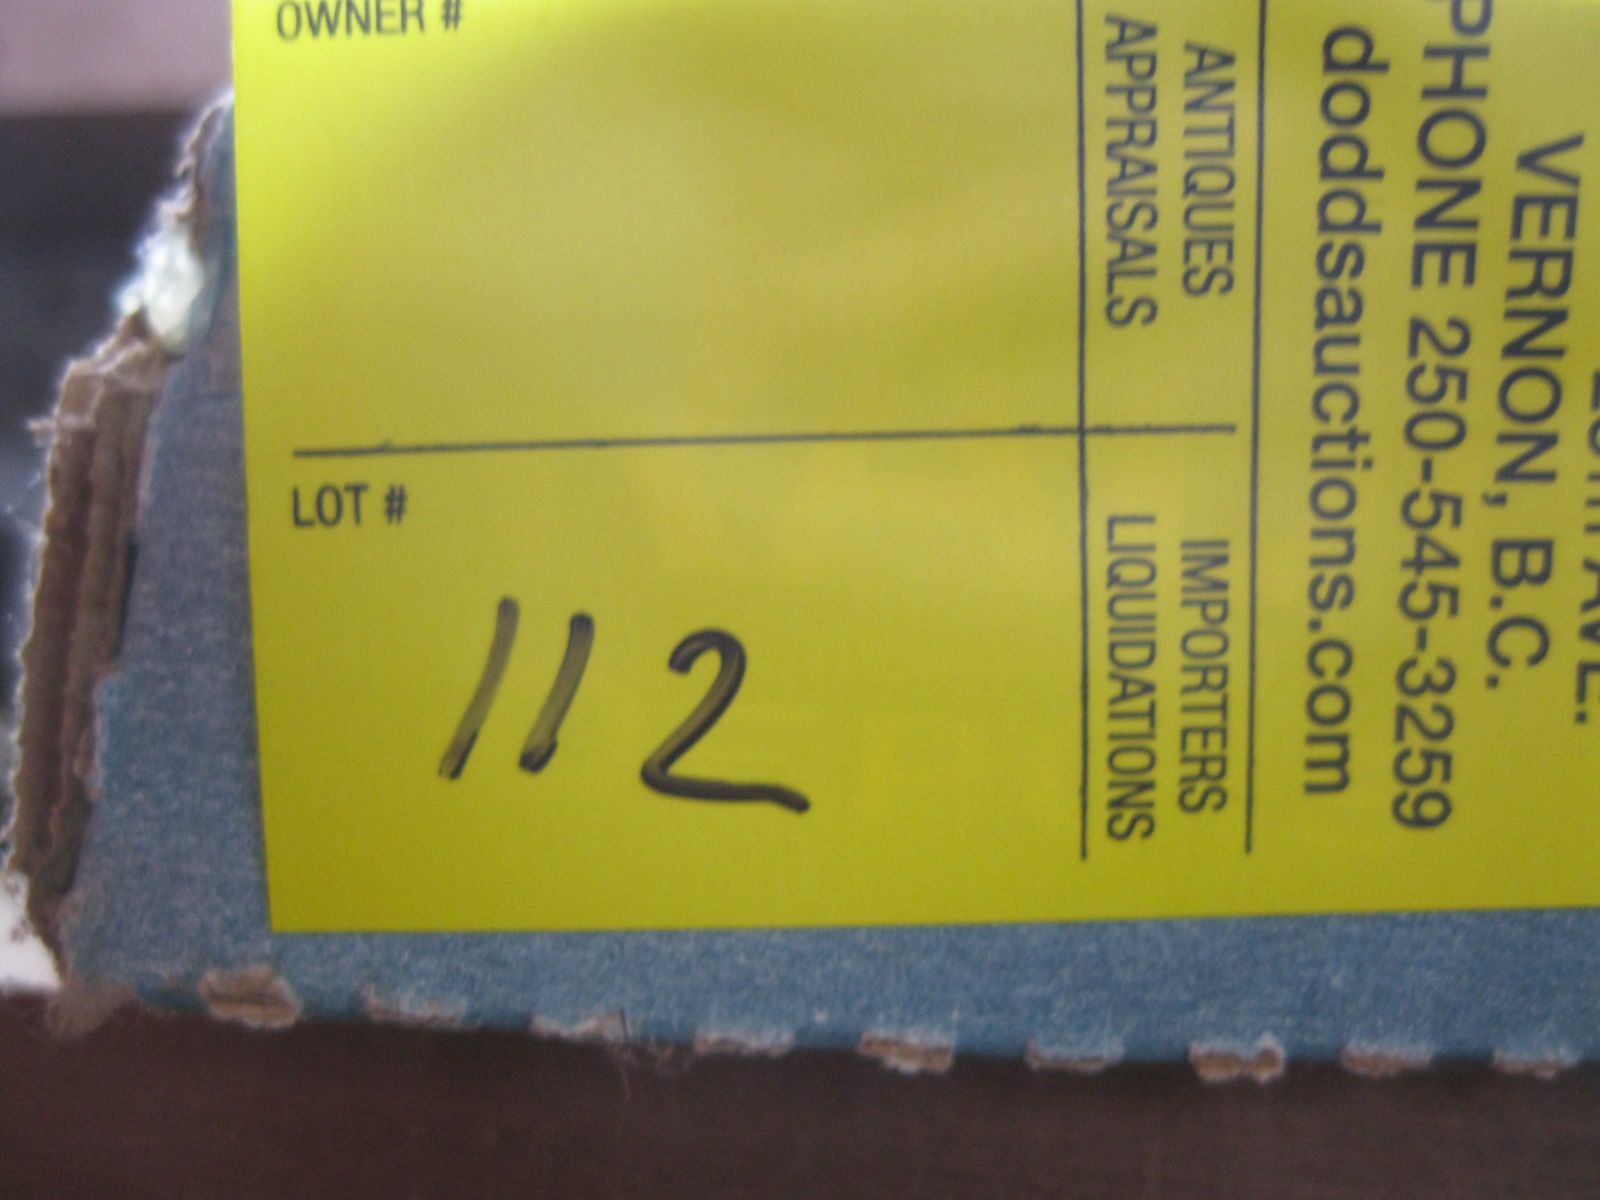 OWNER #
LOT #
112
VERNON, B.C.
PHONE 250-545-3259
doddsauctions.com
ANTIQUES IMPORTERS
APPRAISALS LIQUIDATIONS